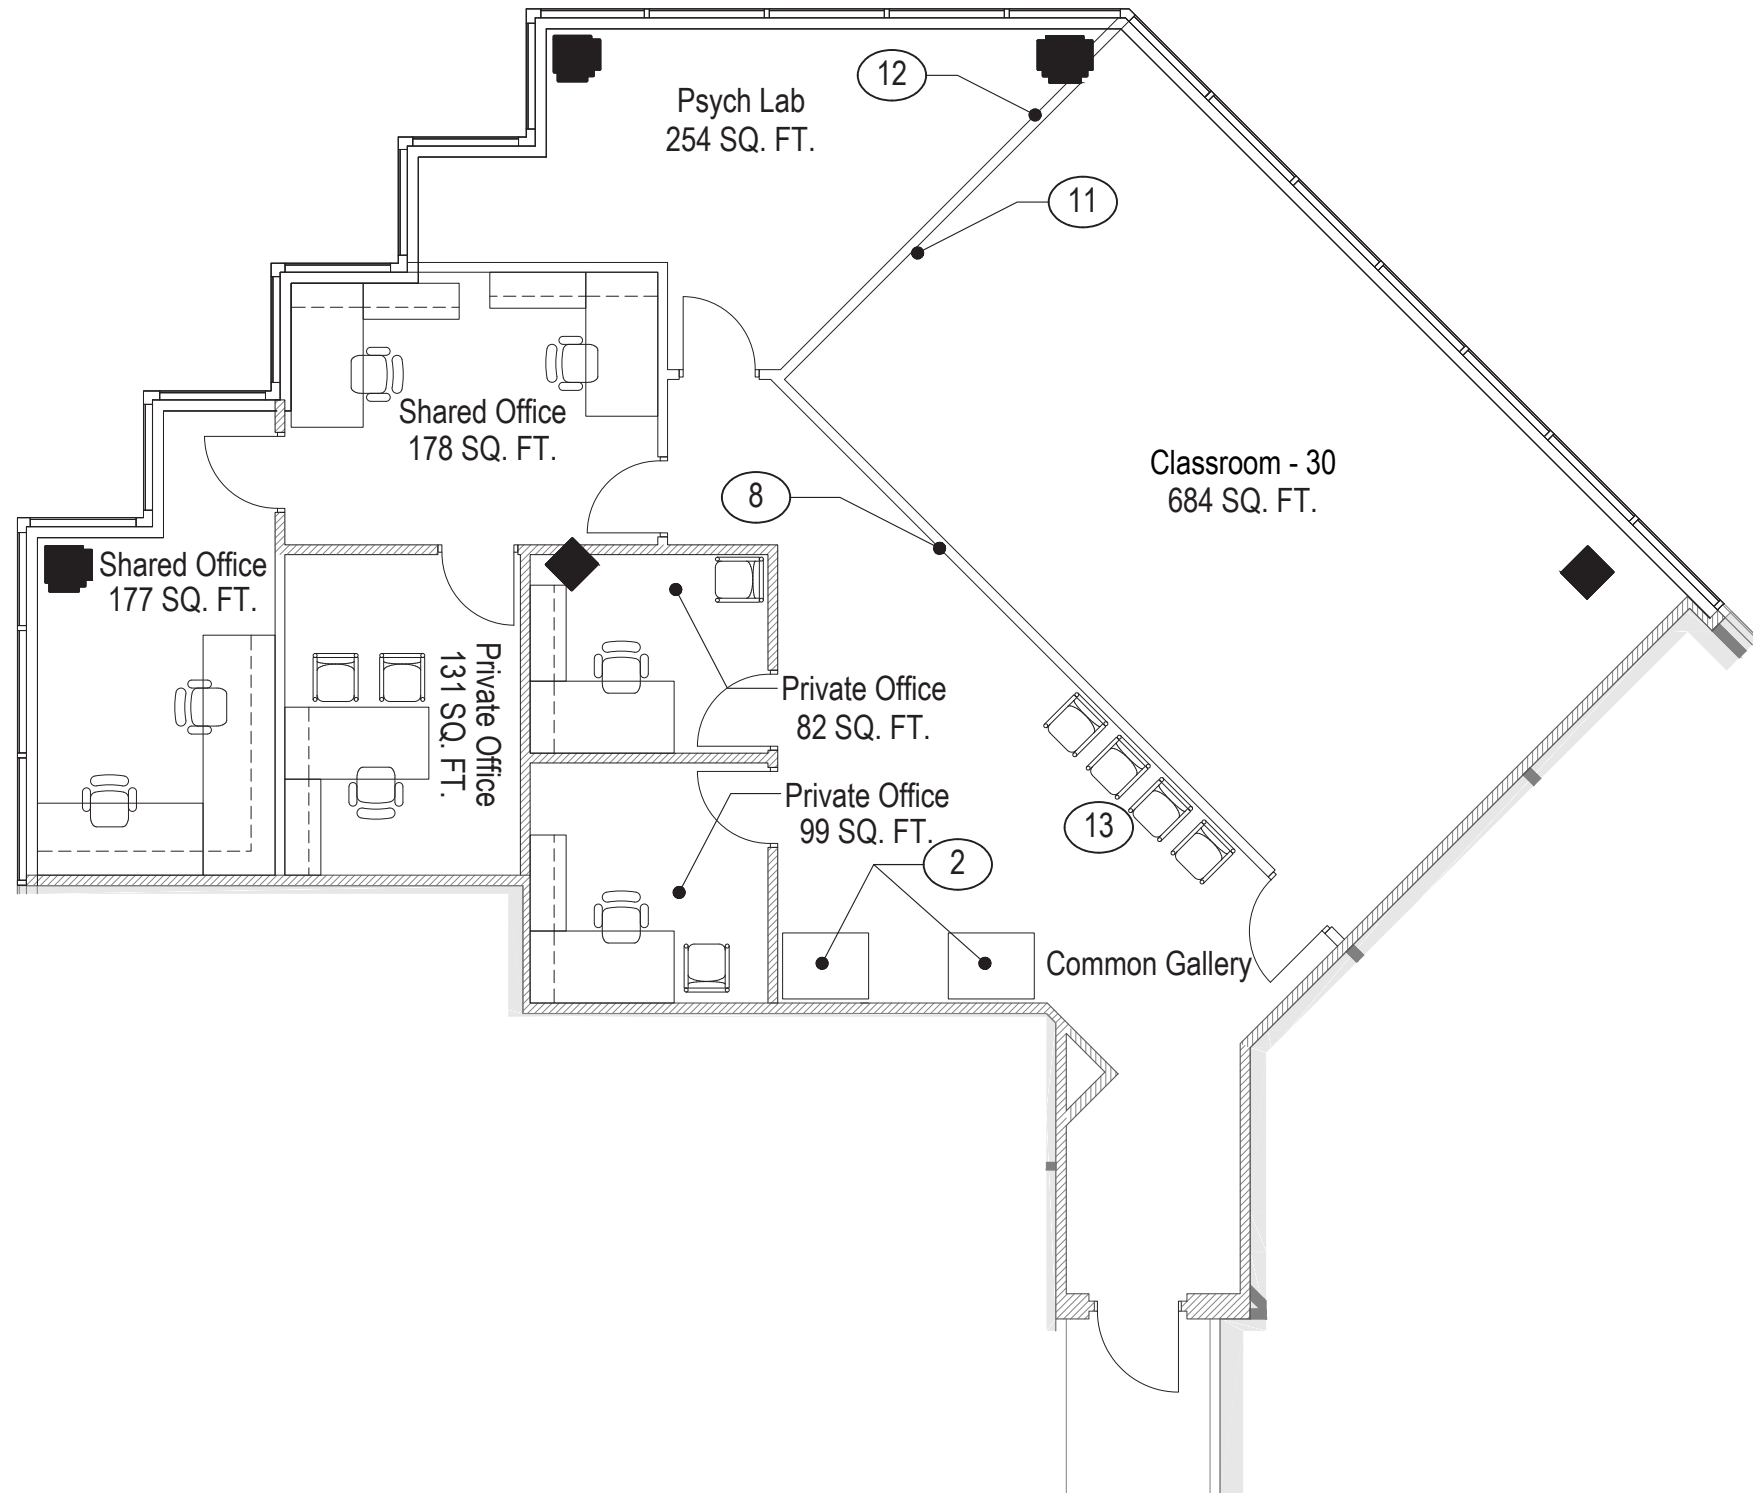 12
Psych Lab
254 SQ. FT.
11
Shared Office
178 SQ. FT.
Classroom - 30
684 SQ. FT.
8
Shared Office
177 SQ. FT.
Private Office
131 SQ. FT.
Private Office
82 SQ. FT.
Private Office
99 SQ. FT.
13
2
Common Gallery